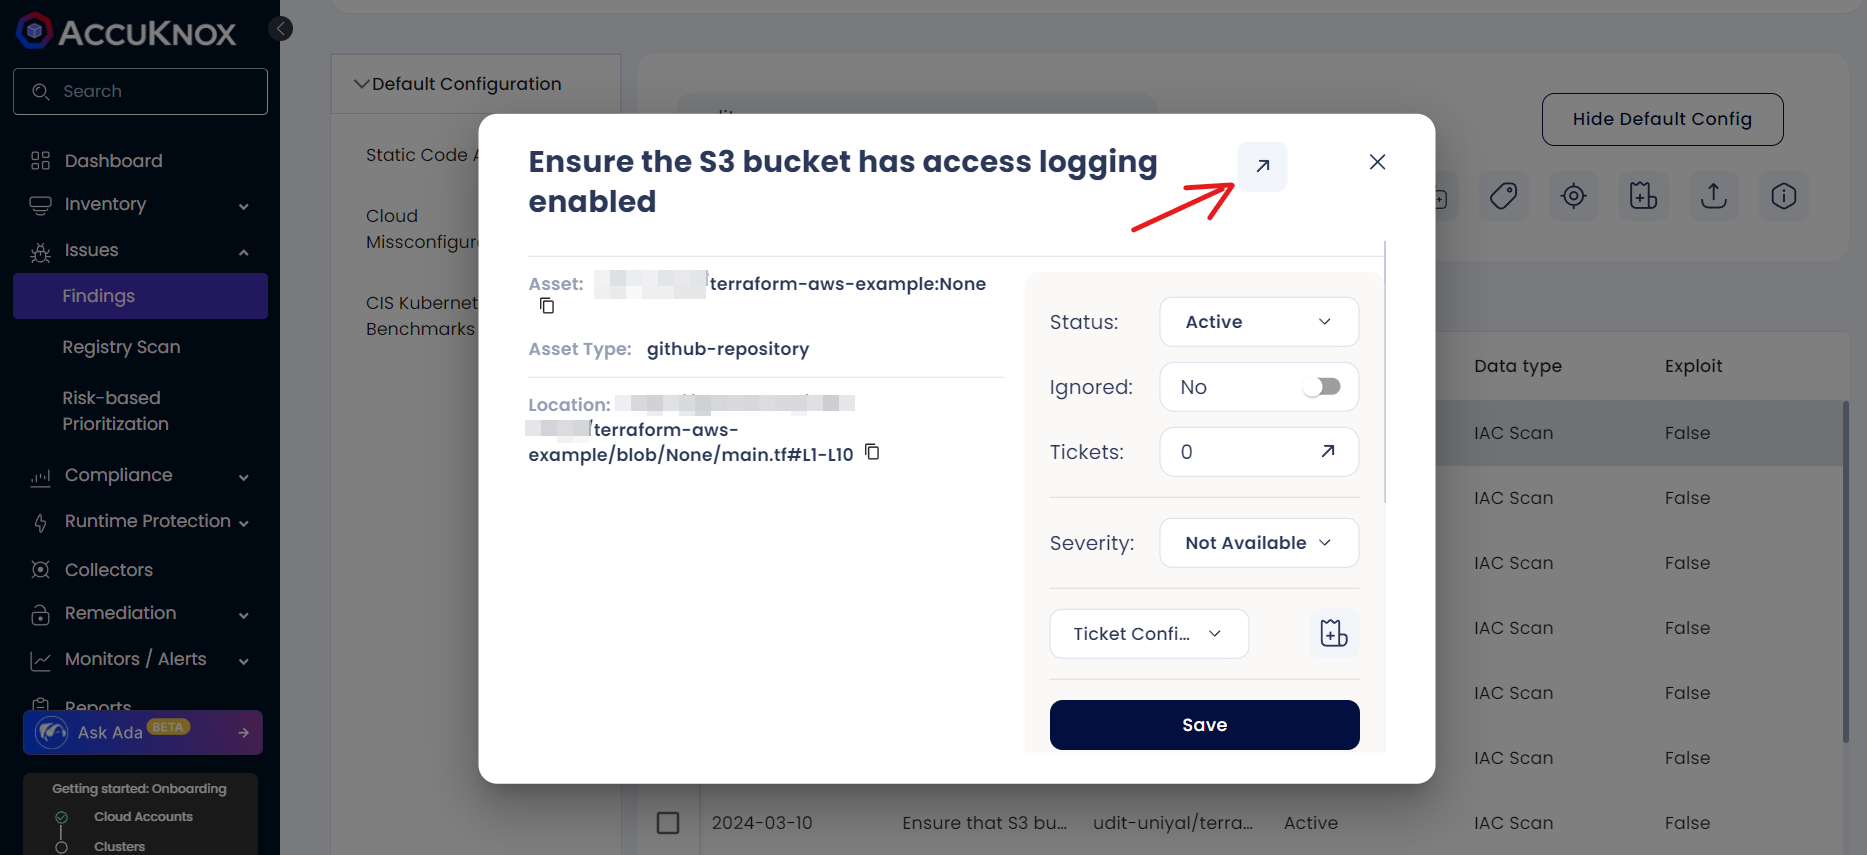 ACCUKNOX
Search
Dashboard
Inventory
Issues
Findings
Registry Scan
Risk-based
Prioritization
Compliance
Runtime Protection
Collectors
Remediation
Monitors / Alerts
Reports
Ask Ada BETA
Getting started: Onboarding
Cloud Accounts
Clusters
Default Configuration
Static Code A
Cloud
Missconfigur
CIS Kubernet
Benchmarks
Hide Default Config
Ensure the S3 bucket has access logging
enabled
Asset: /terraform-aws-example:None
Asset Type: github-repository
Location:
/terraform-aws-
example/blob/None/main.tf#L1-L10
Status: Active
Ignored: No
Tickets: 0
Severity: Not Available
Ticket Confi...
Save
Data type Exploit
IAC Scan False
IAC Scan False
IAC Scan False
IAC Scan False
IAC Scan False
IAC Scan False
2024-03-10 Ensure that S3 bu... udit-uniyal/terra... Active IAC Scan False